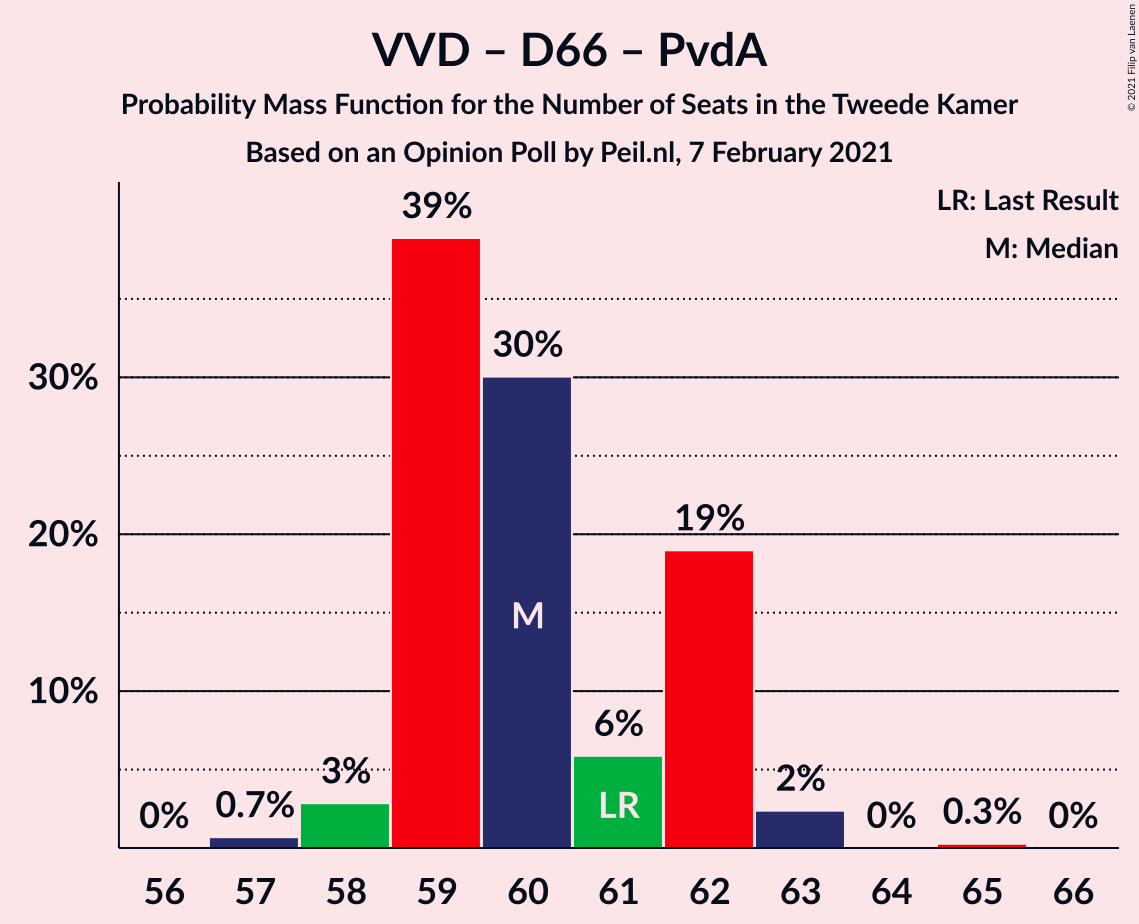 VVD – D66 – PvdA
Probability Mass Function for the Number of Seats in the Tweede Kamer
Based on an Opinion Poll by Peil.nl, 7 February 2021
© 2021 Filip van Laenen
LR: Last Result
M: Median
39%
30%
30%
20%
19%
M
10%
6%
3%
2%
0%
0.7%
LR
0%
0.3%
0%
56 57 58 59 60 61 62 63 64 65 66